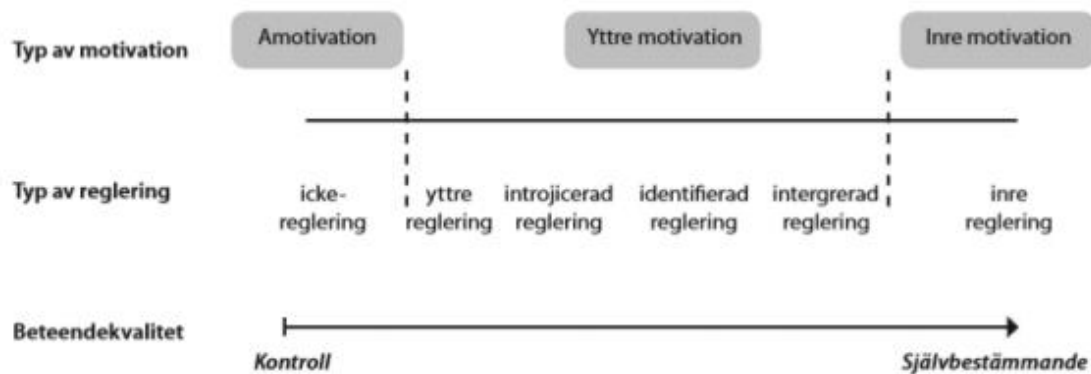 Typ av motivation
Amotivation
Yttre motivation
Inre motivation
Typ av reglering
icke-
reglering
yttre
reglering
introjicerad
reglering
identifierad
reglering
intergrerad
reglering
inre
reglering
Beteendekvalitet
Kontroll
Självbestämmande